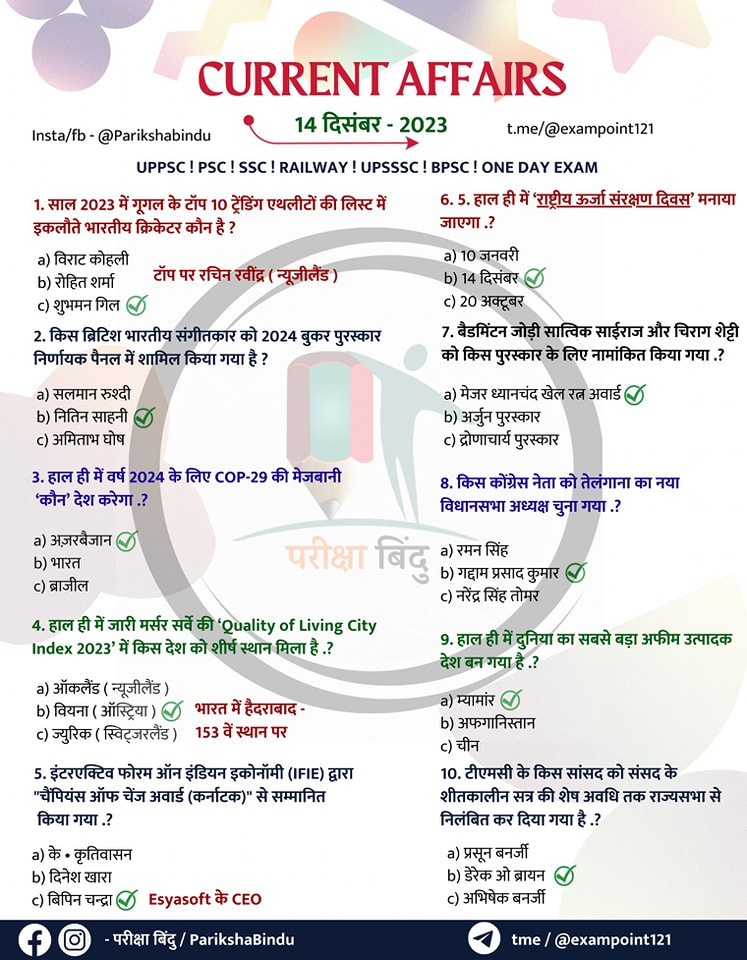 CURRENT AFFAIRS
Insta/fb - @Parikshabindu
14 दिसंबर - 2023
t.me/@exampoint121
UPPSC ! PSC ! SSC ! RAILWAY ! UPSSSC ! BPSC ! ONE DAY EXAM
1. साल 2023 में गूगल के टॉप 10 ट्रेंडिंग एथलीटों की लिस्ट में
इकलौते भारतीय क्रिकेटर कौन है ?
a) विराट कोहली
b) रोहित शर्मा
c) शुभमन गिल
टॉप पर रचिन रवींद्र ( न्यूजीलैंड )
2. किस ब्रिटिश भारतीय संगीतकार को 2024 बुकर पुरस्कार
निर्णायक पैनल में शामिल किया गया है ?
a) सलमान रुश्दी
b) नितिन साहनी
c) अमिताभ घोष
3. हाल ही में वर्ष 2024 के लिए COP-29 की मेजबानी
‘कौन’ देश करेगा .?
a) अज़रबैजान
b) भारत
c) ब्राजील
4. हाल ही में जारी मर्सर सर्वे की ‘Quality of Living City
Index 2023’ में किस देश को शीर्ष स्थान मिला है .?
a) ऑकलैंड ( न्यूजीलैंड )
b) वियना ( ऑस्ट्रिया )
c) ज्युरिक ( स्विट्जरलैंड )
भारत में हैदराबाद -
153 वें स्थान पर
5. इंटरएक्टिव फोरम ऑन इंडियन इकोनॉमी (IFIE) द्वारा
"चैंपियंस ऑफ चेंज अवार्ड (कर्नाटक)" से सम्मानित
किया गया .?
a) के • कृतिवासन
b) दिनेश खारा
c) बिपिन चन्द्रा
Esyasoft के CEO
6. 5. हाल ही में ‘राष्ट्रीय ऊर्जा संरक्षण दिवस’ मनाया
जाएगा .?
a) 10 जनवरी
b) 14 दिसंबर
c) 20 अक्टूबर
7. बैडमिंटन जोड़ी सात्विक साईराज और चिराग शेट्टी
को किस पुरस्कार के लिए नामांकित किया गया .?
a) मेजर ध्यानचंद खेल रत्न अवार्ड
b) अर्जुन पुरस्कार
c) द्रोणाचार्य पुरस्कार
8. किस कोंग्रेस नेता को तेलंगाना का नया
विधानसभा अध्यक्ष चुना गया .?
a) रमन सिंह
b) गद्दाम प्रसाद कुमार
c) नरेंद्र सिंह तोमर
9. हाल ही में दुनिया का सबसे बड़ा अफीम उत्पादक
देश बन गया है .?
a) म्यामांर
b) अफगानिस्तान
c) चीन
10. टीएमसी के किस सांसद को संसद के
शीतकालीन सत्र की शेष अवधि तक राज्यसभा से
निलंबित कर दिया गया है .?
a) प्रसून बनर्जी
b) डेरेक ओ ब्रायन
c) अभिषेक बनर्जी
परीक्षा बिंदु
- परीक्षा बिंदु / ParikshaBindu
tme / @exampoint121